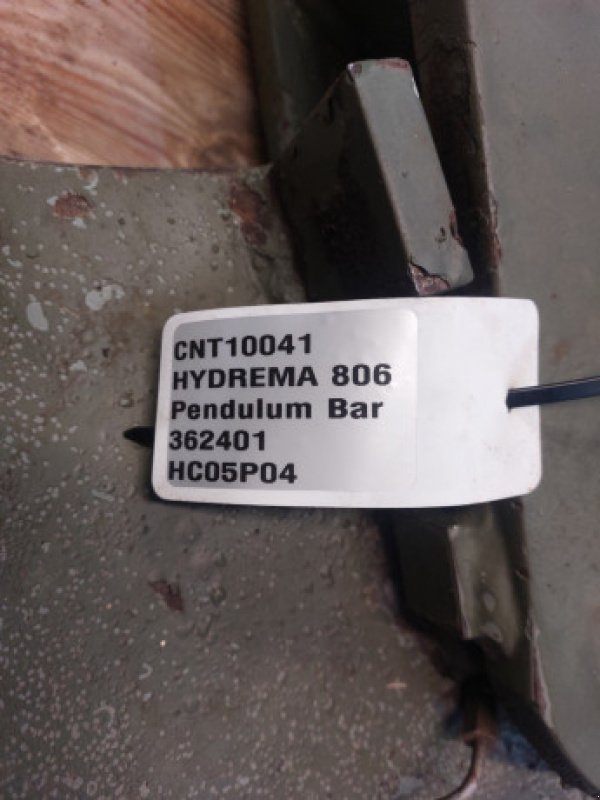 CNT10041
HYDREMA 806
Pendulum Bar
362401
HC05P04